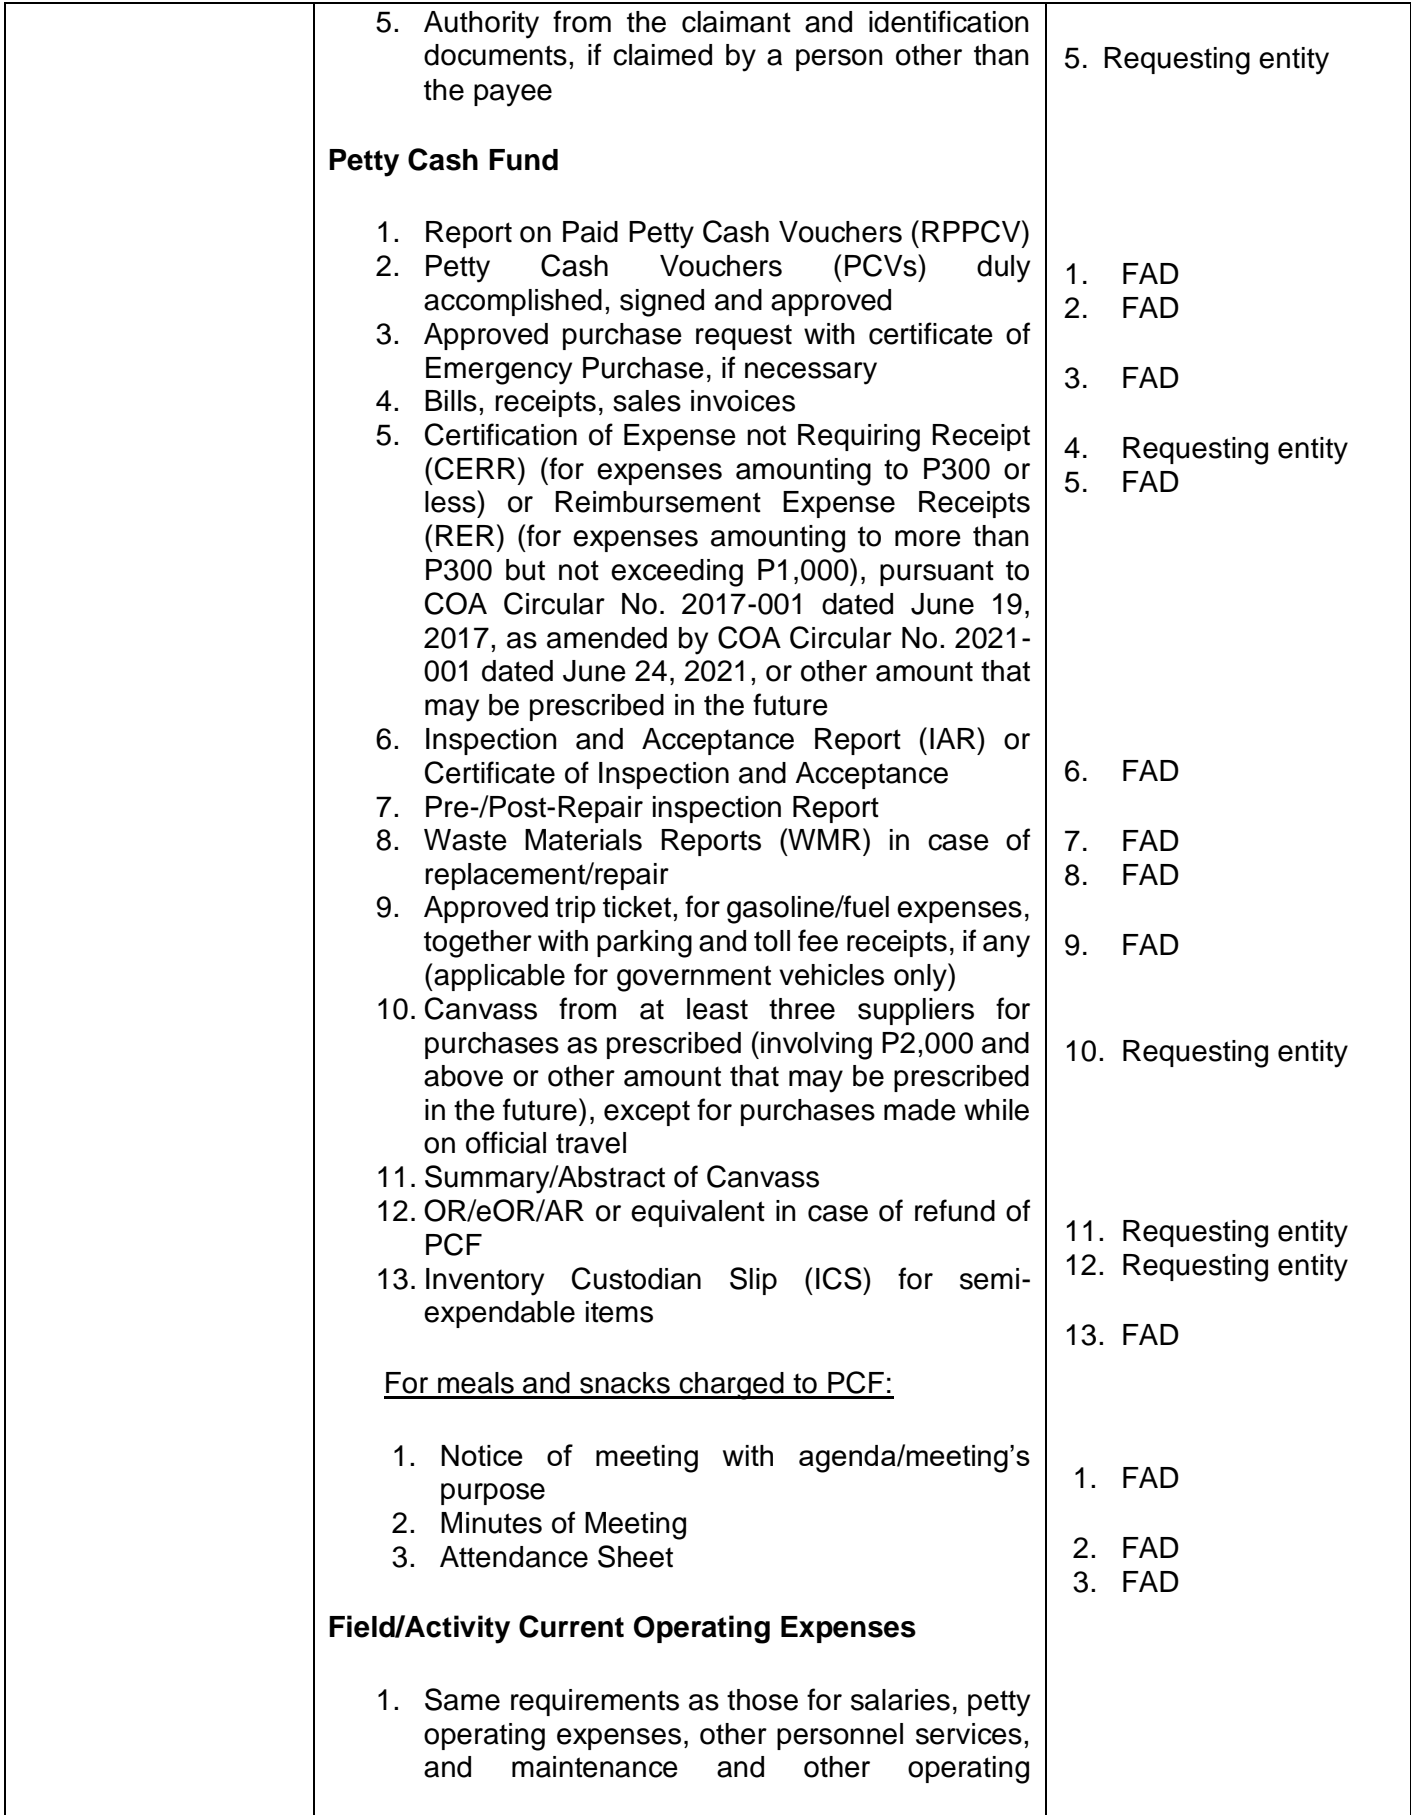 5. Authority from the claimant and identification
documents, if claimed by a person other than
the payee
5. Requesting entity
Petty Cash Fund
1. Report on Paid Petty Cash Vouchers (RPPCV)
2. Petty Cash Vouchers (PCVs) duly
accomplished, signed and approved
3. Approved purchase request with certificate of
Emergency Purchase, if necessary
4. Bills, receipts, sales invoices
5. Certification of Expense not Requiring Receipt
(CERR) (for expenses amounting to P300 or
less) or Reimbursement Expense Receipts
(RER) (for expenses amounting to more than
P300 but not exceeding P1,000), pursuant to
COA Circular No. 2017-001 dated June 19,
2017, as amended by COA Circular No. 2021-
001 dated June 24, 2021, or other amount that
may be prescribed in the future
6. Inspection and Acceptance Report (IAR) or
Certificate of Inspection and Acceptance
7. Pre-/Post-Repair inspection Report
8. Waste Materials Reports (WMR) in case of
replacement/repair
9. Approved trip ticket, for gasoline/fuel expenses,
together with parking and toll fee receipts, if any
(applicable for government vehicles only)
10. Canvass from at least three suppliers for
purchases as prescribed (involving P2,000 and
above or other amount that may be prescribed
in the future), except for purchases made while
on official travel
11. Summary/Abstract of Canvass
12. OR/eOR/AR or equivalent in case of refund of
PCF
13. Inventory Custodian Slip (ICS) for semi-
expendable items
1. FAD
2. FAD
3. FAD
4. Requesting entity
5. FAD
6. FAD
7. FAD
8. FAD
9. FAD
10. Requesting entity
11. Requesting entity
12. Requesting entity
13. FAD
For meals and snacks charged to PCF:
1. Notice of meeting with agenda/meeting's
purpose
2. Minutes of Meeting
3. Attendance Sheet
1. FAD
2. FAD
3. FAD
Field/Activity Current Operating Expenses
1. Same requirements as those for salaries, petty
operating expenses, other personnel services,
and maintenance and other operating